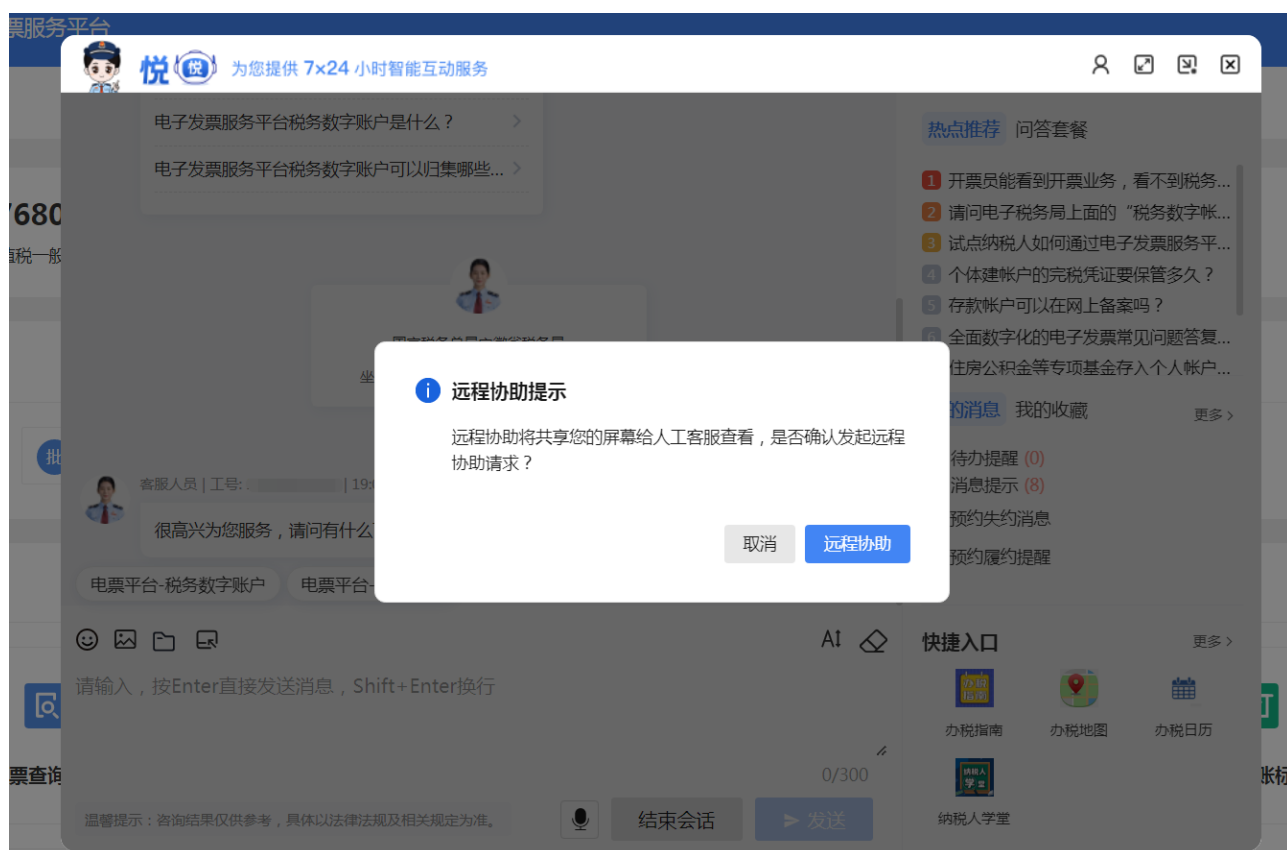 票服务平台
悦 悦 为您提供 7×24 小时智能互动服务
电子发票服务平台税务数字账户是什么？
电子发票服务平台税务数字账户可以归集哪些...
7680
值税一般
批
坐
客服人员 | 工号:
| 19:
很高兴为您服务，请问有什么
电票平台-税务数字账户
电票平台-
远程协助提示
远程协助将共享您的屏幕给人工客服查看，是否确认发起远程
协助请求？
取消
远程协助
请输入，按Enter直接发送消息，Shift+Enter换行
0/300
温馨提示：咨询结果仅供参考，具体以法律法规及相关规定为准。
结束会话
发送
票查询
热点推荐 问答套餐
1 开票员能看到开票业务，看不到税务...
2 请问电子税务局上面的“税务数字帐...
3 试点纳税人如何通过电子发票服务平...
4 个体建帐户的完税凭证要保管多久？
5 存款帐户可以在网上备案吗？
6 全面数字化的电子发票常见问题答复...
住房公积金等专项基金存入个人帐户...
的消息 我的收藏 更多
待办提醒 (0)
消息提示 (8)
预约失约消息
预约履约提醒
快捷入口 更多
办税指南
办税地图
办税日历
纳税人
学堂
纳税人学堂
账标